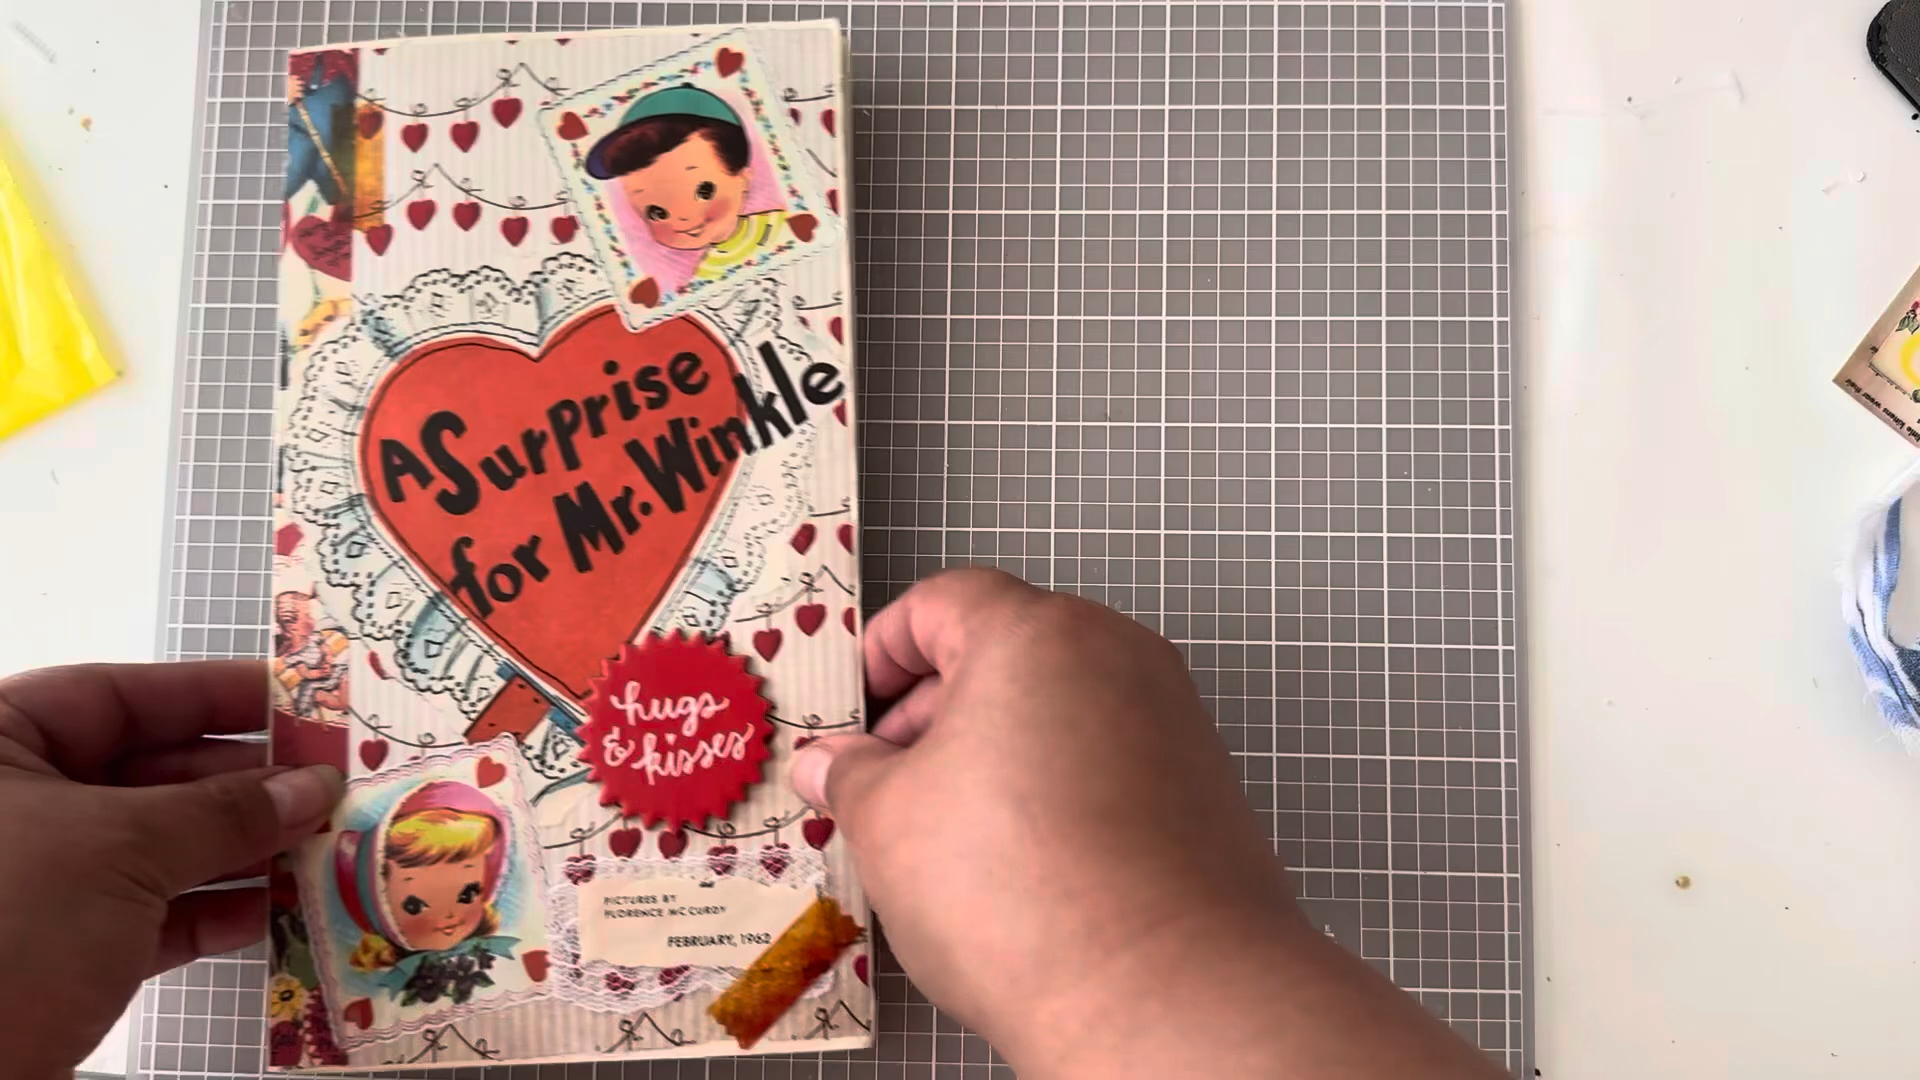 A Surprise
for Mr. Winkle
hugs
& kisses
PICTURES BY
FLORENCE MC CURDY
FEBRUARY, 1962